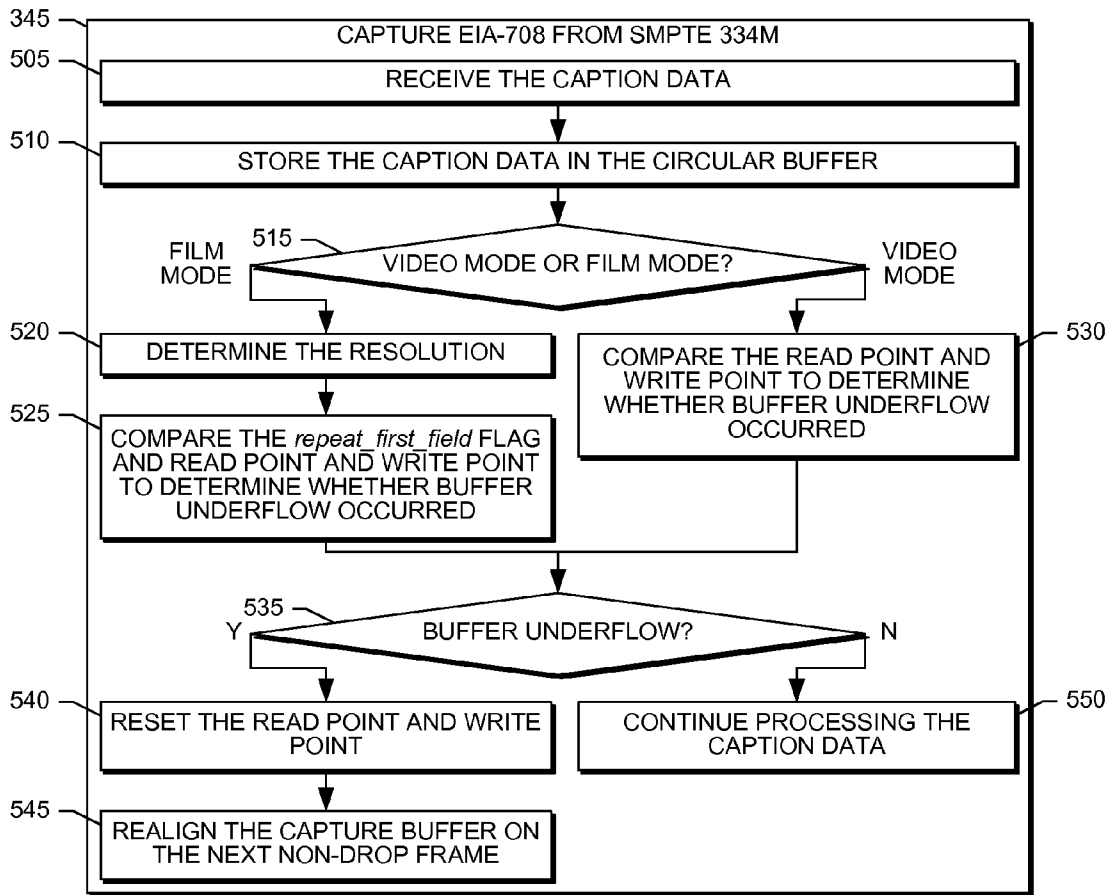 345
CAPTURE EIA-708 FROM SMPTE 334M
505
RECEIVE THE CAPTION DATA
510
STORE THE CAPTION DATA IN THE CIRCULAR BUFFER
515
VIDEO MODE OR FILM MODE?
FILM
MODE
VIDEO
MODE
520
DETERMINE THE RESOLUTION
530
COMPARE THE READ POINT AND
WRITE POINT TO DETERMINE
WHETHER BUFFER UNDERFLOW
OCCURRED
525
COMPARE THE repeat_first_field FLAG
AND READ POINT AND WRITE POINT
TO DETERMINE WHETHER BUFFER
UNDERFLOW OCCURRED
535
Y
BUFFER UNDERFLOW?
N
540
RESET THE READ POINT AND WRITE
POINT
550
CONTINUE PROCESSING THE
CAPTION DATA
545
REALIGN THE CAPTURE BUFFER ON
THE NEXT NON-DROP FRAME